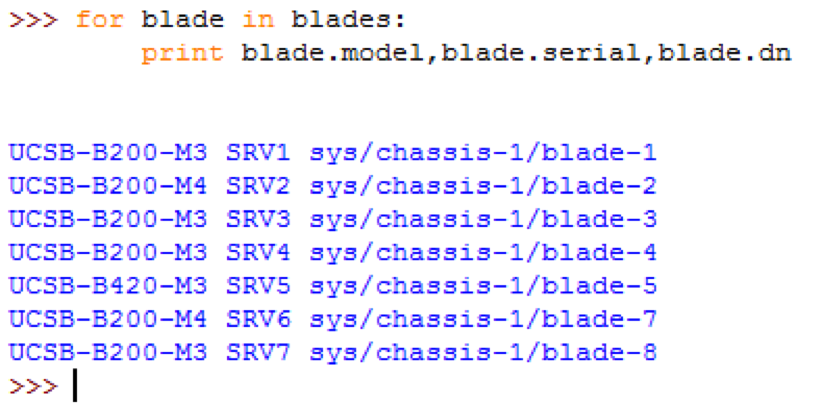 >>> for blade in blades:
        print blade.model,blade.serial,blade.dn
UCSB-B200-M3 SRV1 sys/chassis-1/blade-1
UCSB-B200-M4 SRV2 sys/chassis-1/blade-2
UCSB-B200-M3 SRV3 sys/chassis-1/blade-3
UCSB-B200-M3 SRV4 sys/chassis-1/blade-4
UCSB-B420-M3 SRV5 sys/chassis-1/blade-5
UCSB-B200-M4 SRV6 sys/chassis-1/blade-7
UCSB-B200-M3 SRV7 sys/chassis-1/blade-8
>>>